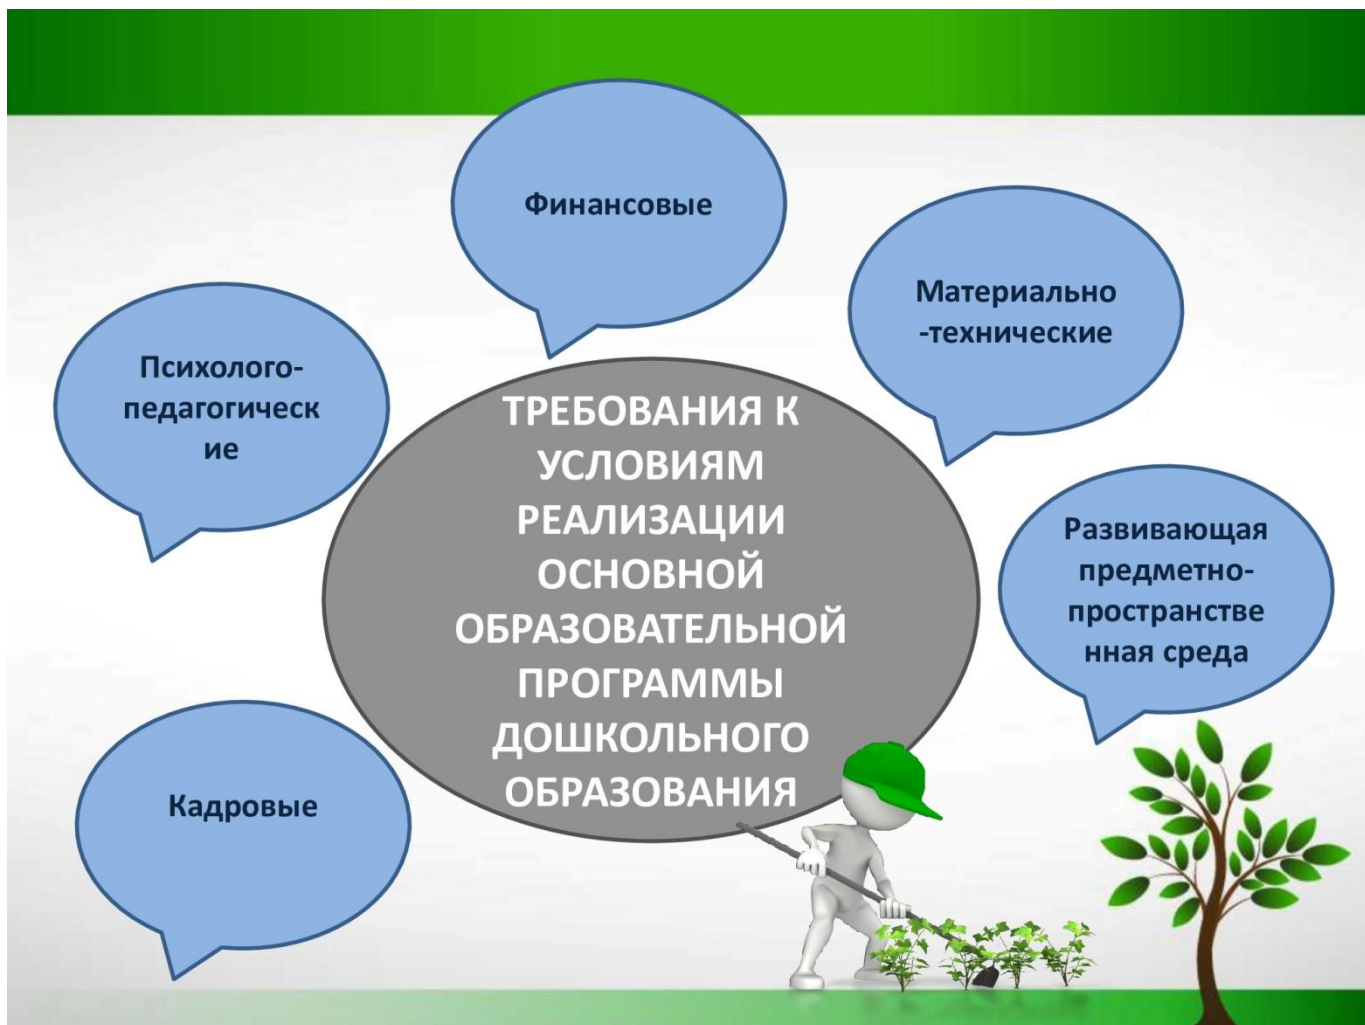 Финансовые
Материально
-технические
Психолого-
педагогическ
ие
ТРЕБОВАНИЯ К
УСЛОВИЯМ
РЕАЛИЗАЦИИ
ОСНОВНОЙ
ОБРАЗОВАТЕЛЬНОЙ
ПРОГРАММЫ
ДОШКОЛЬНОГО
ОБРАЗОВАНИЯ
Развивающая
предметно-
пространстве
нная среда
Кадровые